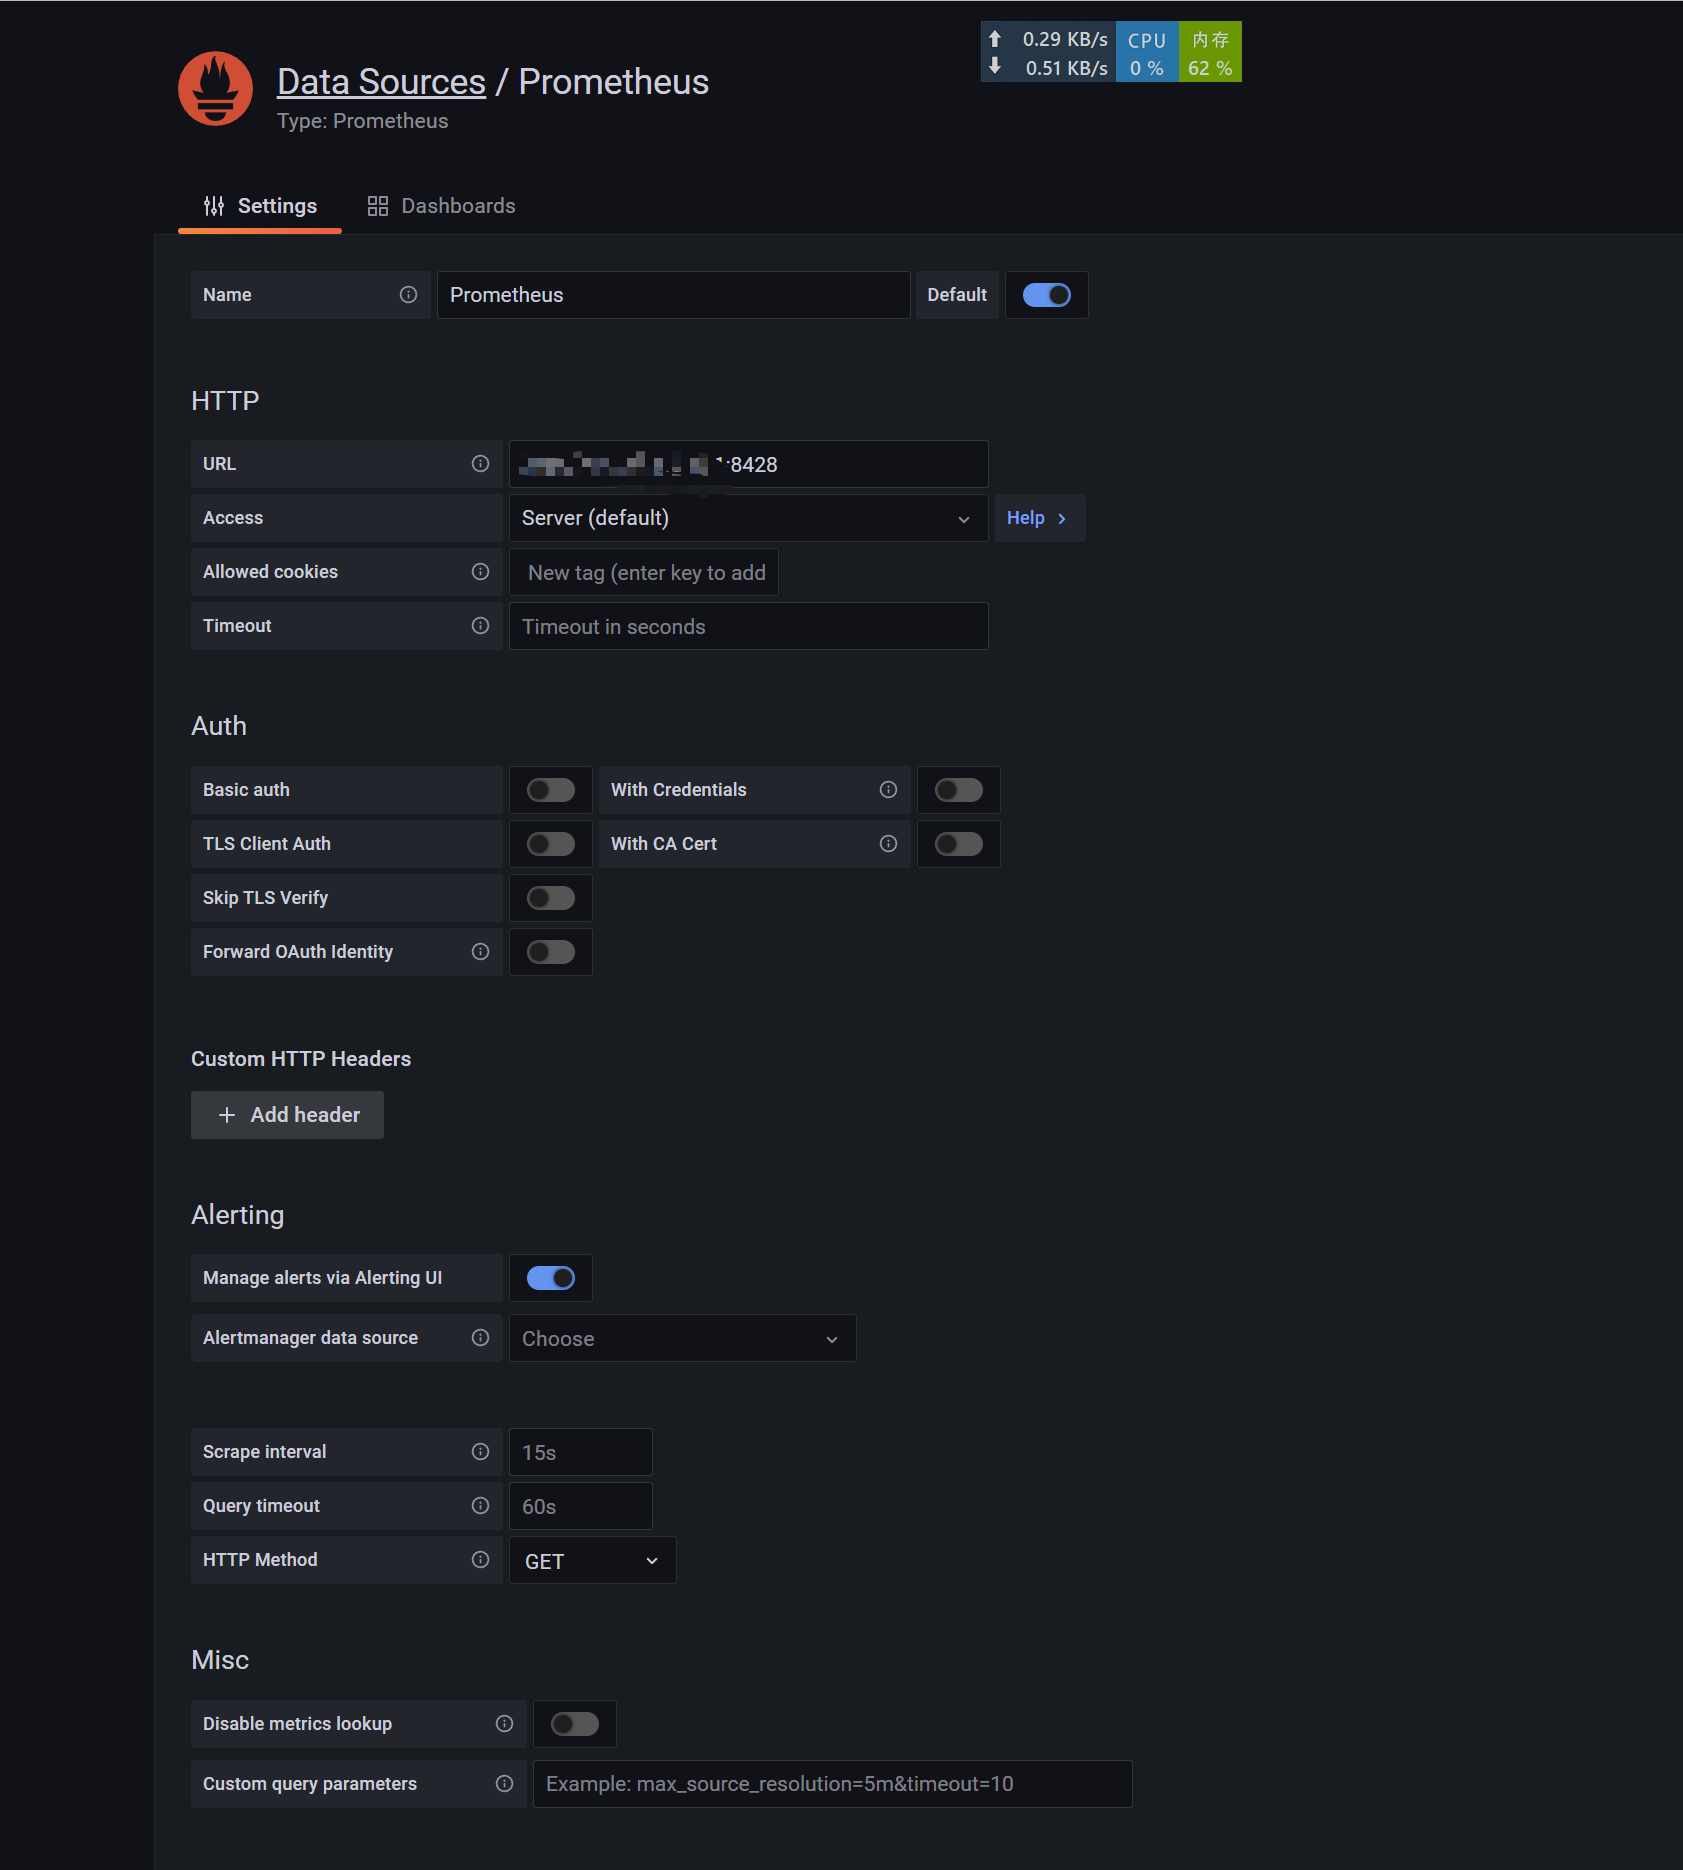 0.29 KB/s CPU 内存
0.51 KB/s 0 % 62 %
Data Sources / Prometheus
Type: Prometheus
Settings Dashboards
Name Prometheus Default
HTTP
URL :8428
Access Server (default) Help
Allowed cookies New tag (enter key to add
Timeout Timeout in seconds
Auth
Basic auth With Credentials
TLS Client Auth With CA Cert
Skip TLS Verify
Forward OAuth Identity
Custom HTTP Headers
+ Add header
Alerting
Manage alerts via Alerting UI
Alertmanager data source Choose
Scrape interval 15s
Query timeout 60s
HTTP Method GET
Misc
Disable metrics lookup
Custom query parameters Example: max_source_resolution=5m&timeout=10